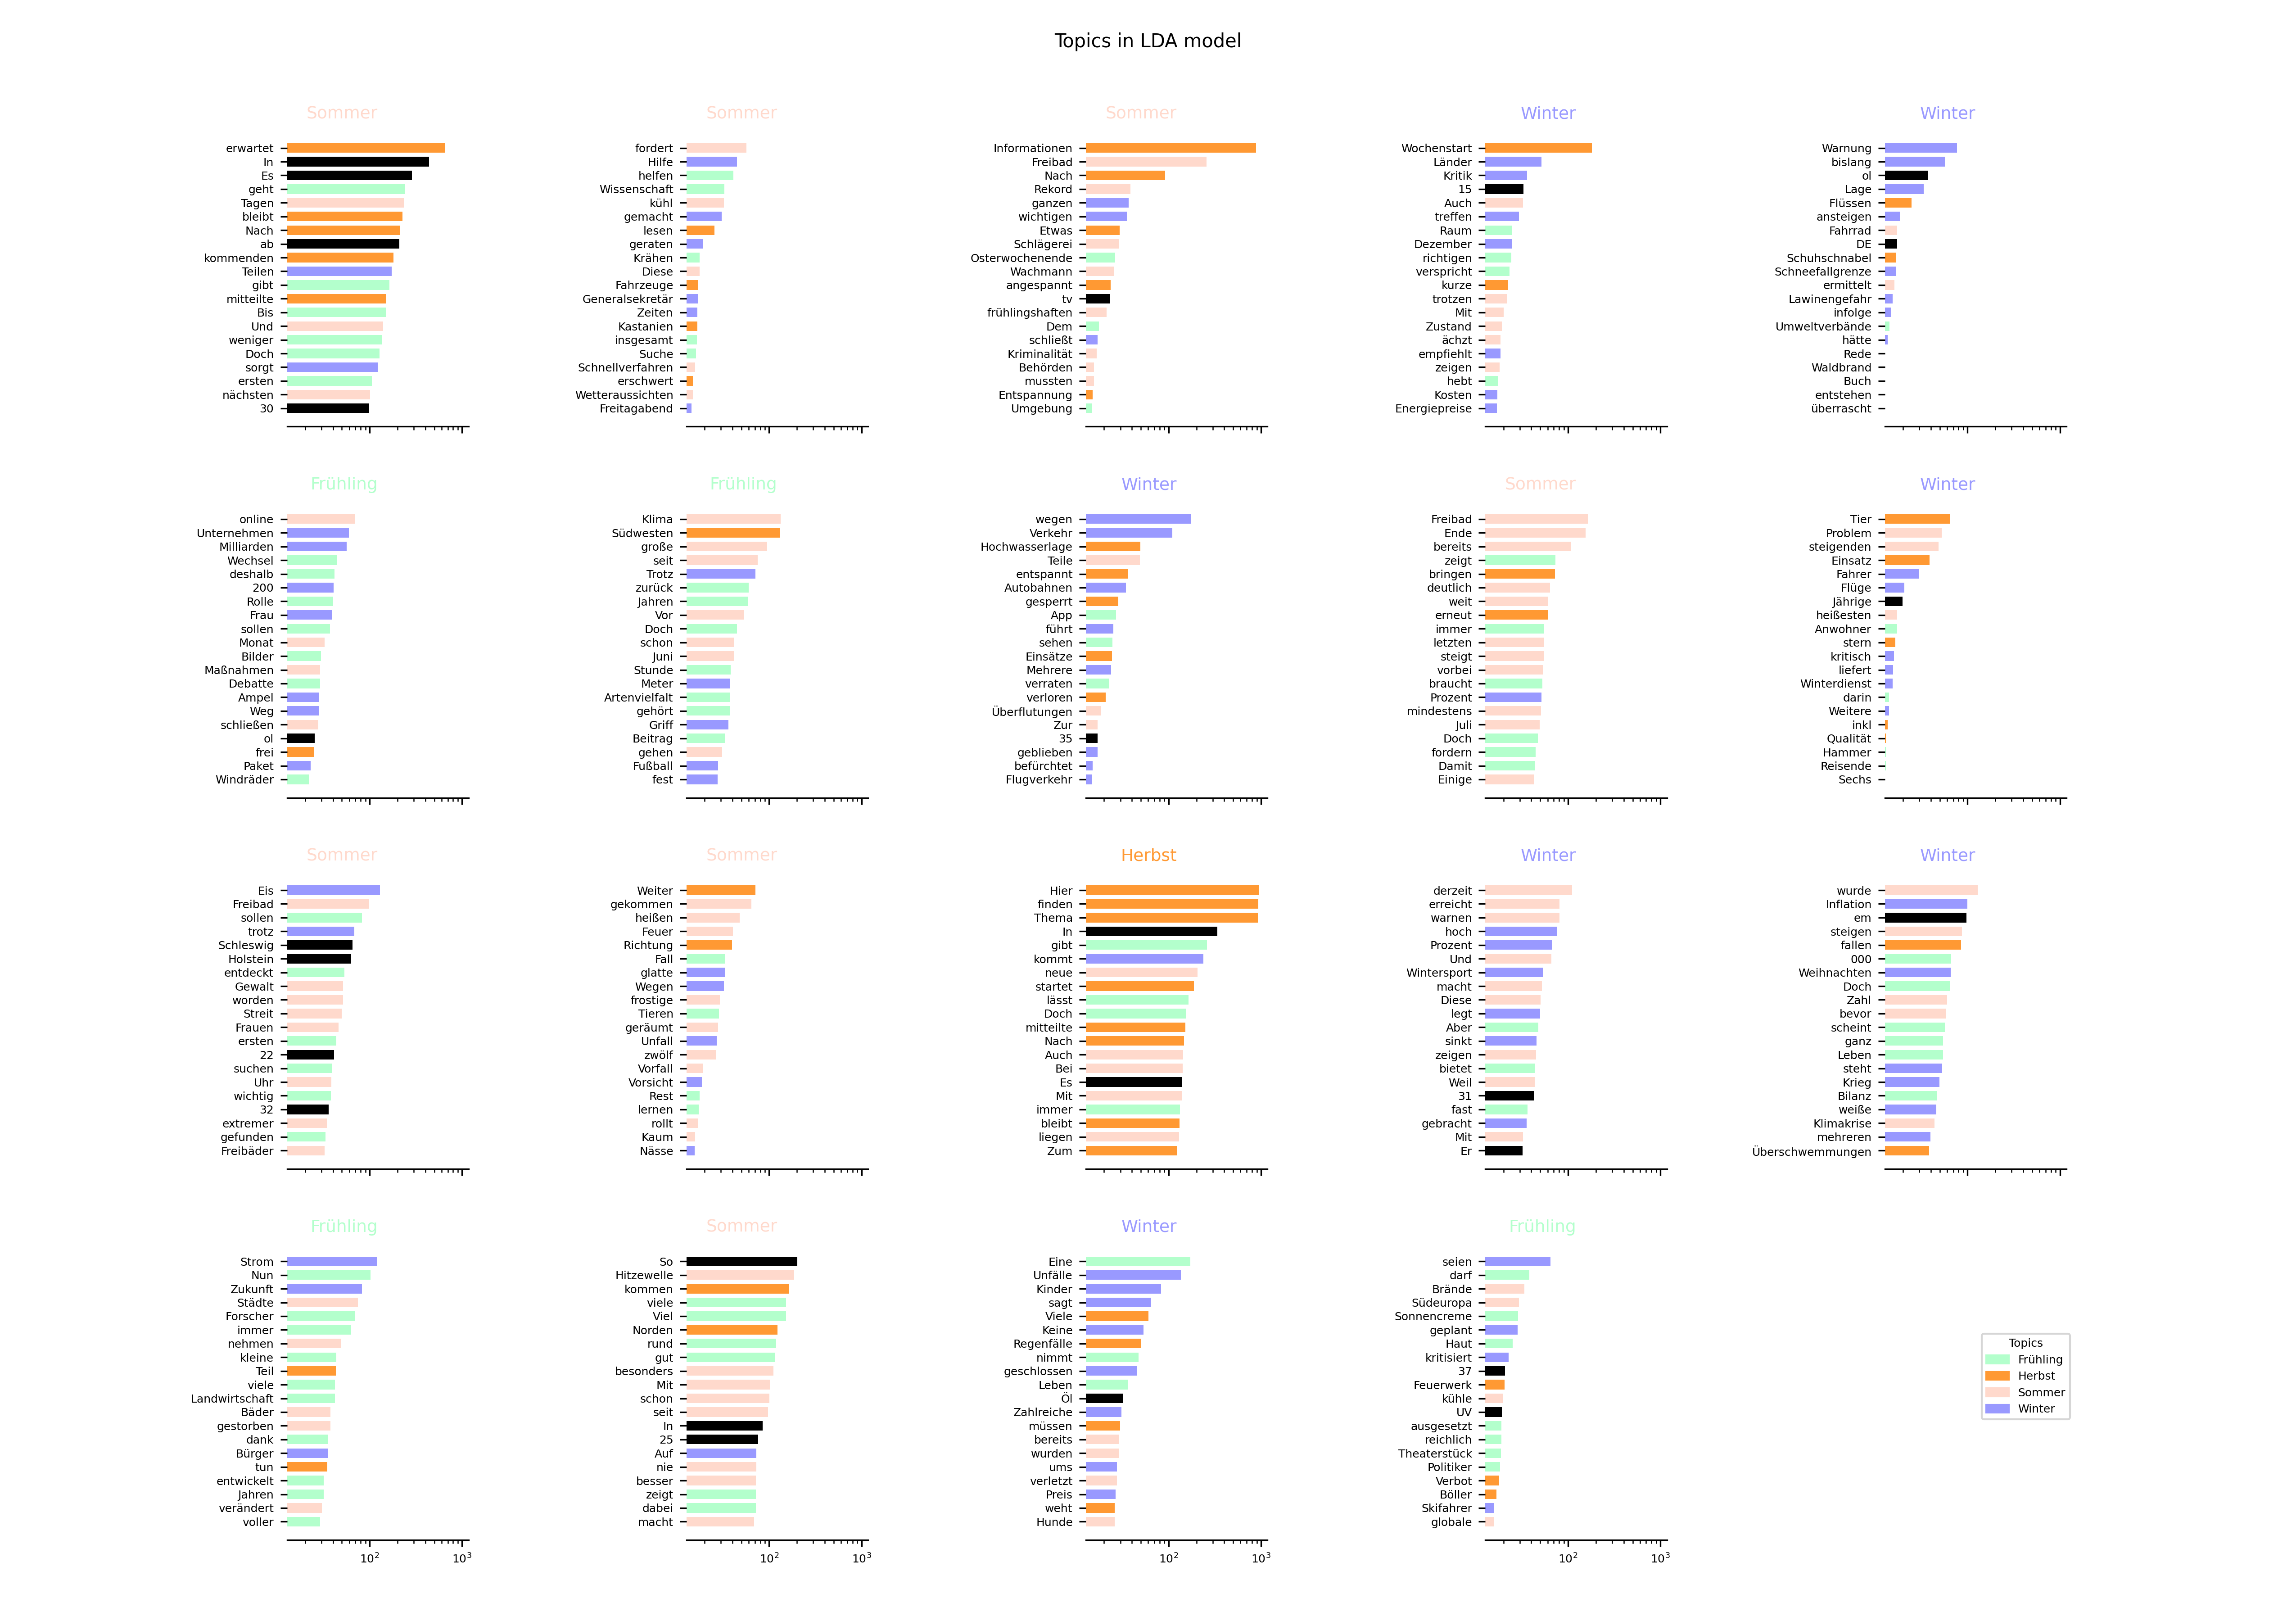 Topics in LDA model
Sommer
erwartet
In
Es
geht
Tagen
bleibt
Nach
ab
kommenden
Teilen
gibt
mitteilte
Bis
Und
weniger
Doch
sorgt
ersten
nächsten
30
Sommer
fordert
Hilfe
helfen
Wissenschaft
kühl
gemacht
lesen
geraten
Krähen
Diese
Fahrzeuge
Generalsekretär
Zeiten
Kastanien
insgesamt
Suche
Schnellverfahren
erschwert
Wetteraussichten
Freitagabend
Sommer
Informationen
Freibad
Nach
Rekord
ganzen
wichtigen
Etwas
Schlägerei
Osterwochenende
Wachmann
angespannt
tv
frühlingshaften
Dem
schließt
Kriminalität
Behörden
mussten
Entspannung
Umgebung
Winter
Wochenstart
Länder
Kritik
15
Auch
treffen
Raum
Dezember
richtigen
verspricht
kurze
trotzen
Mit
Zustand
ächzt
empfiehlt
zeigen
hebt
Kosten
Energiepreise
Winter
Warnung
bislang
ol
Lage
Flüssen
ansteigen
Fahrrad
DE
Schuhschnabel
Schneefallgrenze
ermittelt
Lawinengefahr
infolge
Umweltverbände
hätte
Rede
Waldbrand
Buch
entstehen
überrascht
Frühling
online
Unternehmen
Milliarden
Wechsel
deshalb
200
Rolle
Frau
sollen
Monat
Bilder
Maßnahmen
Debatte
Ampel
Weg
schließen
ol
frei
Paket
Windräder
Frühling
Klima
Südwesten
große
seit
Trotz
zurück
Jahren
Vor
Doch
schon
Juni
Stunde
Meter
Artenvielfalt
gehört
Griff
Beitrag
gehen
Fußball
fest
Winter
wegen
Verkehr
Hochwasserlage
Teile
entspannt
Autobahnen
gesperrt
App
führt
sehen
Einsätze
Mehrere
verraten
verloren
Überflutungen
Zur
35
geblieben
befürchtet
Flugverkehr
Sommer
Freibad
Ende
bereits
zeigt
bringen
deutlich
weit
erneut
immer
letzten
steigt
vorbei
braucht
Prozent
mindestens
Juli
Doch
fordern
Damit
Einige
Winter
Tier
Problem
steigenden
Einsatz
Fahrer
Flüge
Jährige
heißesten
Anwohner
stern
kritisch
liefert
Winterdienst
darin
Weitere
inkl
Qualität
Hammer
Reisende
Sechs
Sommer
Eis
Freibad
sollen
trotz
Schleswig
Holstein
entdeckt
Gewalt
worden
Streit
Frauen
ersten
22
suchen
Uhr
wichtig
32
extremer
gefunden
Freibäder
Sommer
Weiter
gekommen
heißen
Feuer
Richtung
Fall
glatte
Wegen
frostige
Tieren
geräumt
Unfall
zwölf
Vorfall
Vorsicht
Rest
lernen
rollt
Kaum
Nässe
Herbst
Hier
finden
Thema
In
gibt
kommt
neue
startet
lässt
Doch
mitteilte
Nach
Auch
Bei
Es
Mit
immer
bleibt
liegen
Zum
Winter
derzeit
erreicht
warnen
hoch
Prozent
Und
Wintersport
macht
Diese
legt
Aber
sinkt
zeigen
bietet
Weil
31
fast
gebracht
Mit
Er
Winter
wurde
Inflation
em
steigen
fallen
000
Weihnachten
Doch
Zahl
bevor
scheint
ganz
Leben
steht
Krieg
Bilanz
weiße
Klimakrise
mehreren
Überschwemmungen
Frühling
Strom
Nun
Zukunft
Städte
Forscher
immer
nehmen
kleine
Teil
viele
Landwirtschaft
Bäder
gestorben
dank
Bürger
tun
entwickelt
Jahren
verändert
voller
10² 10³
Sommer
So
Hitzewelle
kommen
viele
Viel
Norden
rund
gut
besonders
Mit
schon
seit
In
25
Auf
nie
besser
zeigt
dabei
macht
10² 10³
Winter
Eine
Unfälle
Kinder
sagt
Viele
Keine
Regenfälle
nimmt
geschlossen
Leben
Öl
Zahlreiche
müssen
bereits
wurden
ums
verletzt
Preis
weht
Hunde
10² 10³
Frühling
seien
darf
Brände
Südeuropa
Sonnencreme
geplant
Haut
kritisiert
37
Feuerwerk
kühle
UV
ausgesetzt
reichlich
Theaterstück
Politiker
Verbot
Böller
Skifahrer
globale
10² 10³
Topics
Frühling
Herbst
Sommer
Winter